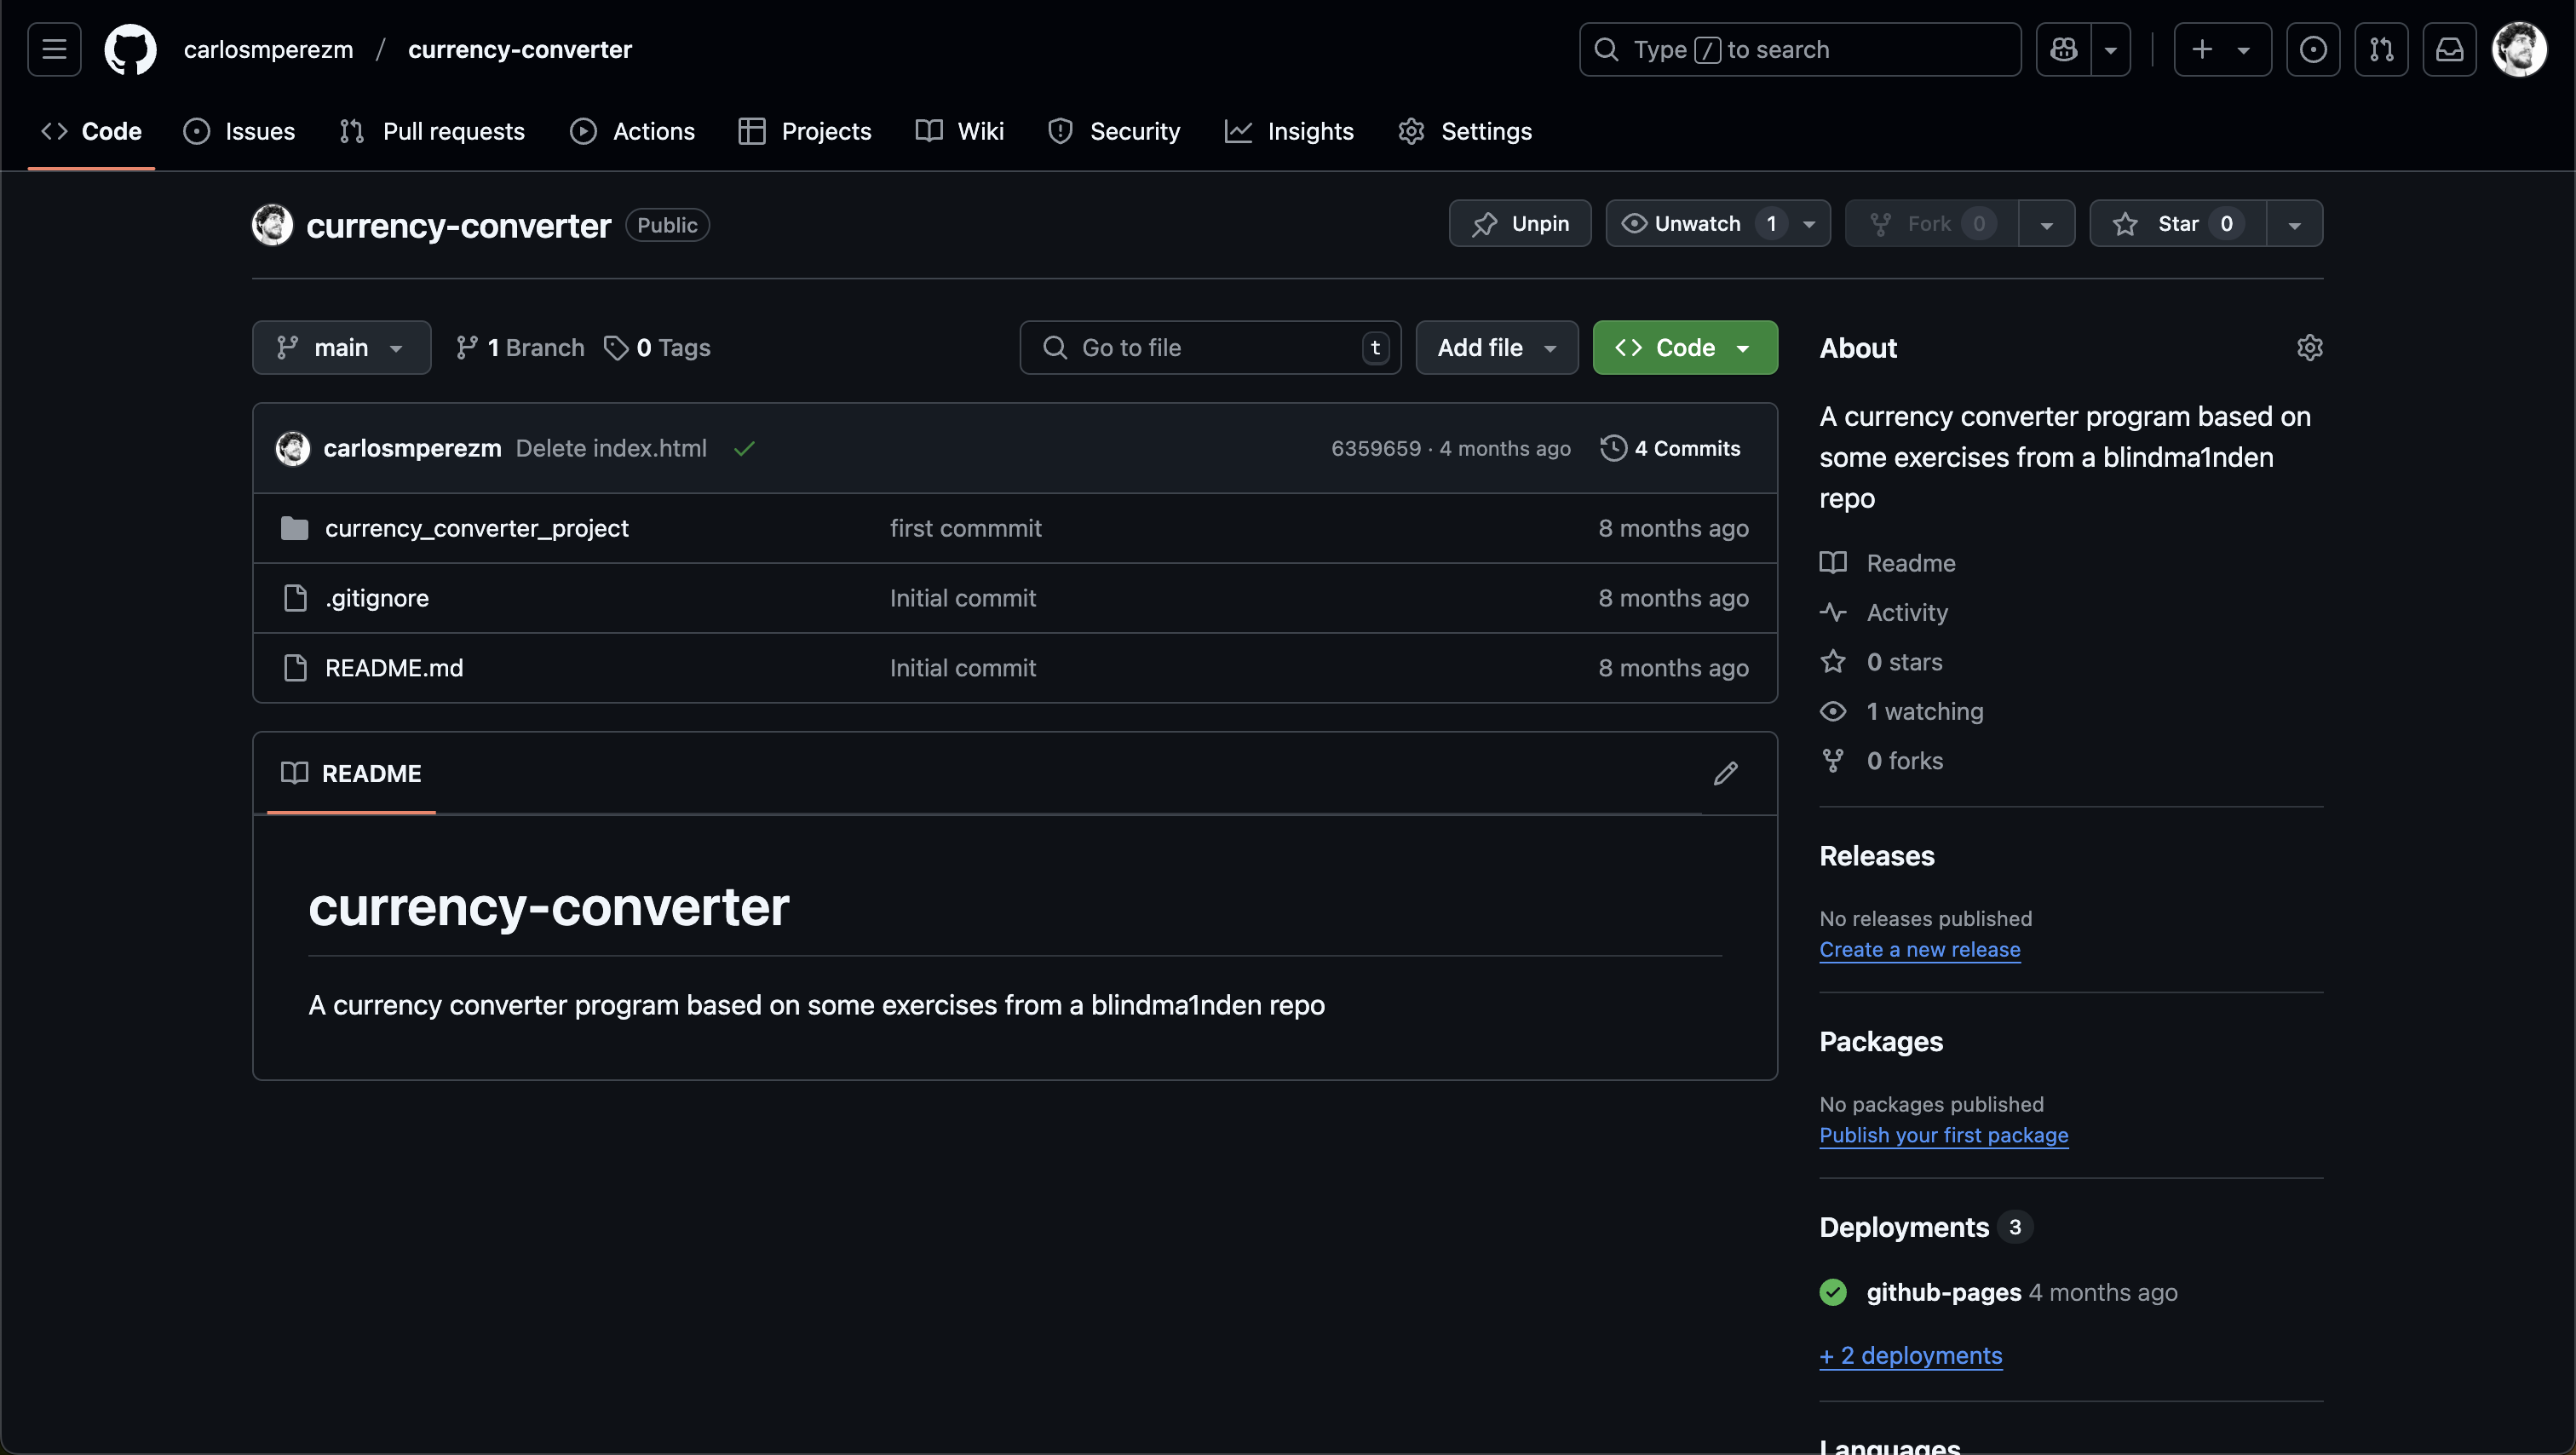 carlosmperezm / currency-converter
Type / to search
Code Issues Pull requests Actions Projects Wiki Security Insights Settings
currency-converter Public
Unpin Unwatch 1 Fork 0 Star 0
main 1 Branch 0 Tags
Go to file t Add file Code
carlosmperezm Delete index.html 6359659 · 4 months ago 4 Commits
currency_converter_project first commmit 8 months ago
.gitignore Initial commit 8 months ago
README.md Initial commit 8 months ago
README
currency-converter
A currency converter program based on some exercises from a blindma1nden repo
About
A currency converter program based on
some exercises from a blindma1nden
repo
Readme
Activity
0 stars
1 watching
0 forks
Releases
No releases published
Create a new release
Packages
No packages published
Publish your first package
Deployments 3
github-pages 4 months ago
+ 2 deployments
Languages